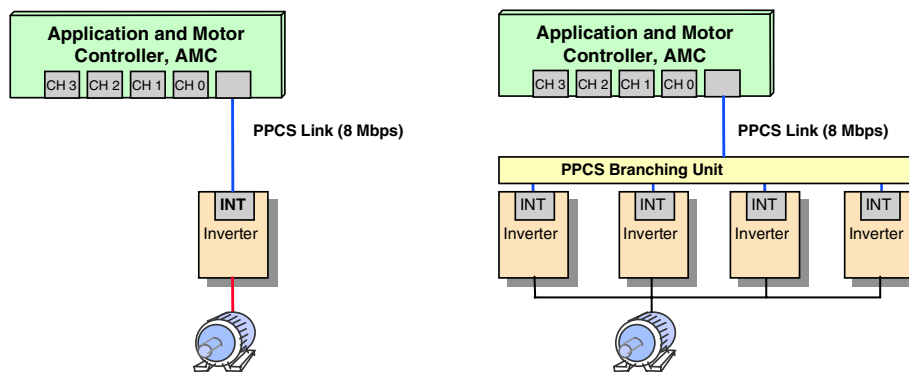 Application and Motor
Controller, AMC
CH 3 CH 2 CH 1 CH 0
PPCS Link (8 Mbps)
INT
Inverter
Application and Motor
Controller, AMC
CH 3 CH 2 CH 1 CH 0
PPCS Link (8 Mbps)
PPCS Branching Unit
INT INT INT INT
Inverter Inverter Inverter Inverter